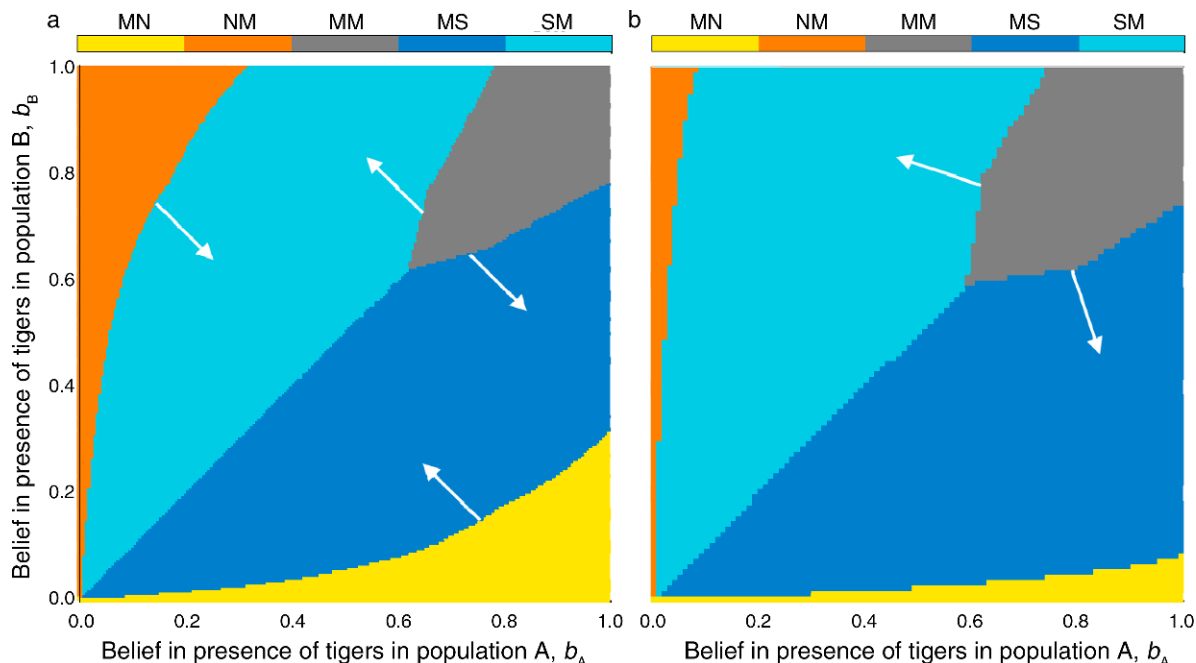 a
MN NM MM MS SM
b
MN NM MM MS SM
Belief in presence of tigers in population B, b_B
1.0
0.8
0.6
0.4
0.2
0.0
0.0 0.2 0.4 0.6 0.8 1.0
0.0 0.2 0.4 0.6 0.8 1.0
Belief in presence of tigers in population A, b_A
Belief in presence of tigers in population A, b_A